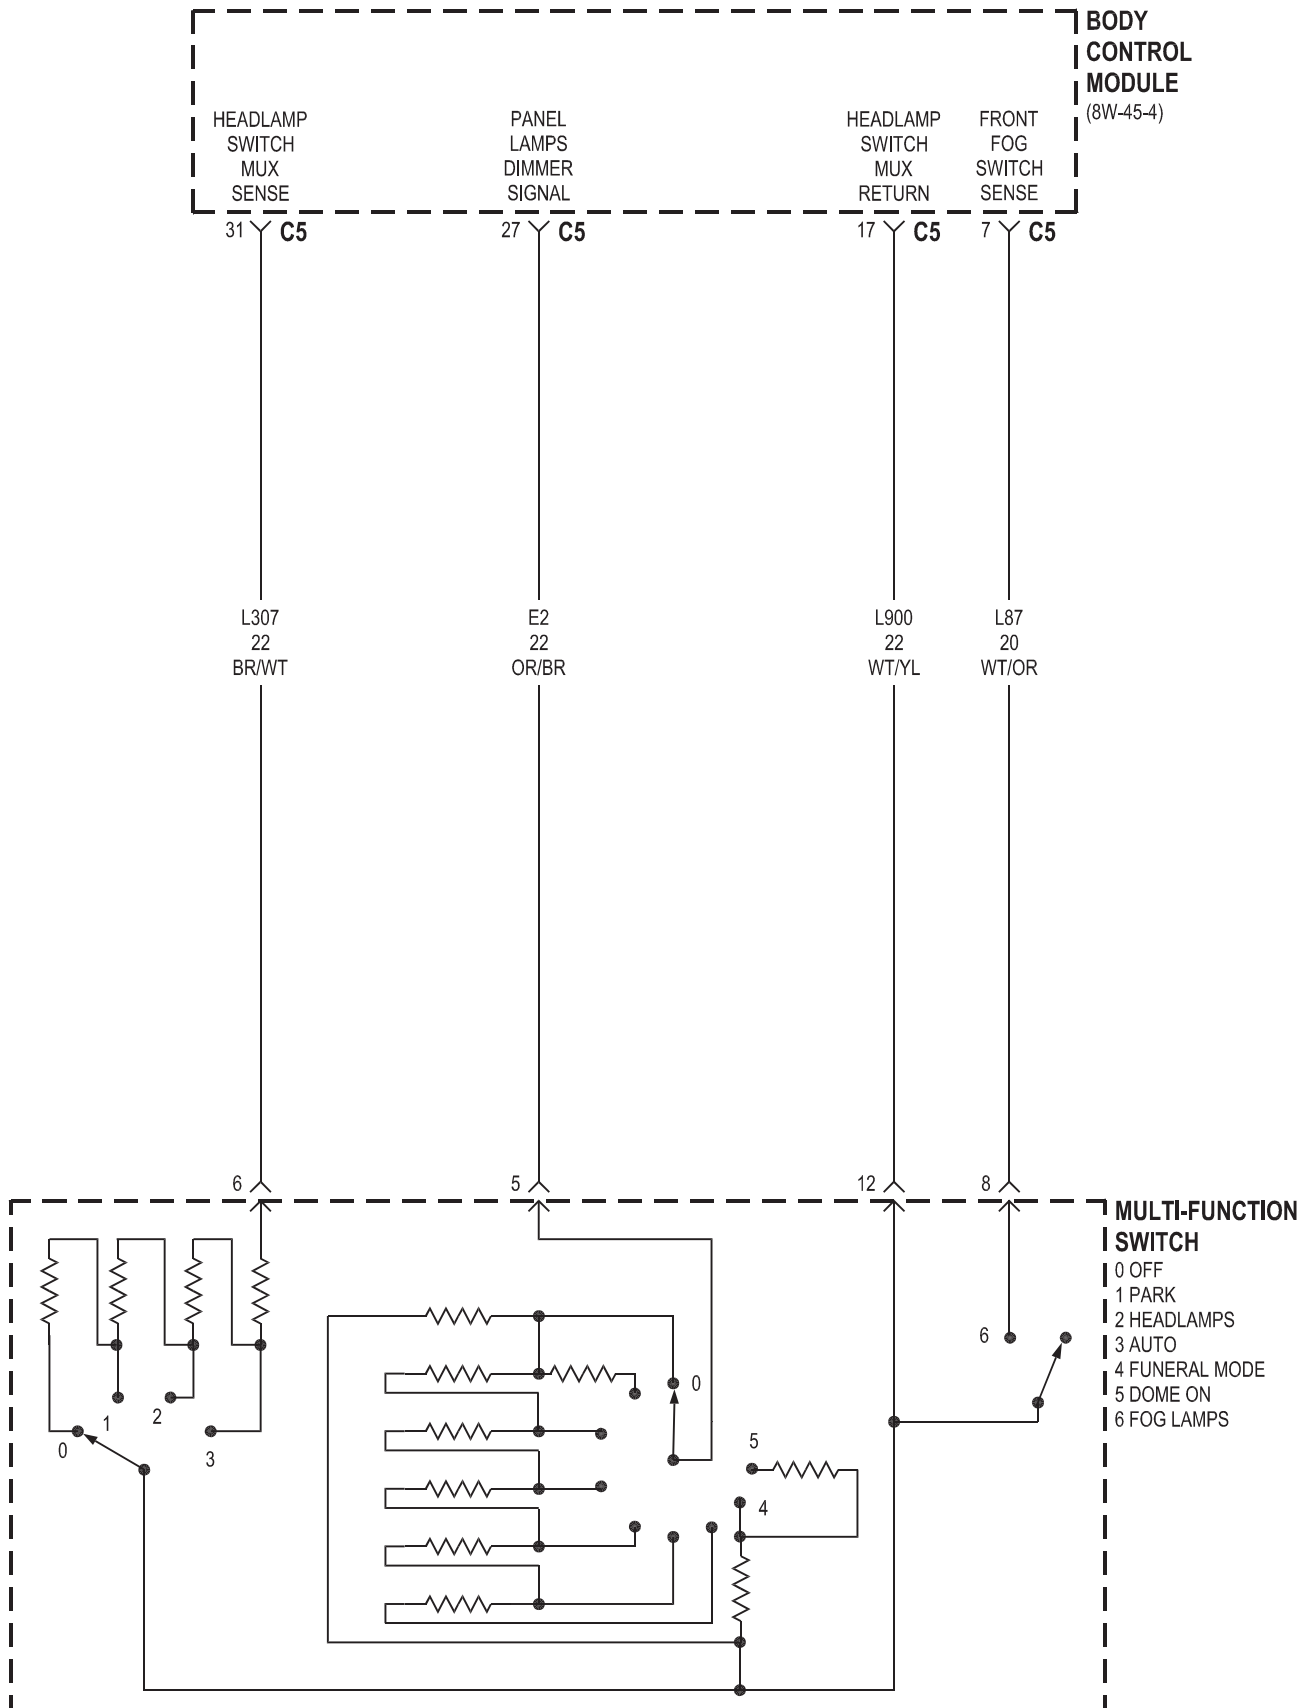 BODY
CONTROL
MODULE
(8W-45-4)
HEADLAMP
SWITCH
MUX
SENSE
PANEL
LAMPS
DIMMER
SIGNAL
HEADLAMP
SWITCH
MUX
RETURN
FRONT
FOG
SWITCH
SENSE
31 C5
27 C5
17 C5
7 C5
L307
22
BR/WT
E2
22
OR/BR
L900
22
WT/YL
L87
20
WT/OR
6
5
12
8
MULTI-FUNCTION
SWITCH
0 OFF
1 PARK
2 HEADLAMPS
3 AUTO
4 FUNERAL MODE
5 DOME ON
6 FOG LAMPS
0
1
2
3
0
5
4
6